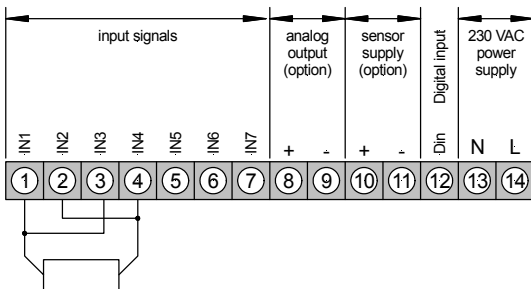 input signals
analog
output
(option)
sensor
supply
(option)
Digital input
230 VAC
power
supply
IN1
IN2
IN3
IN4
IN5
IN6
IN7
+ -
+ -
Din
N L
1 2 3 4 5 6 7 8 9 10 11 12 13 14